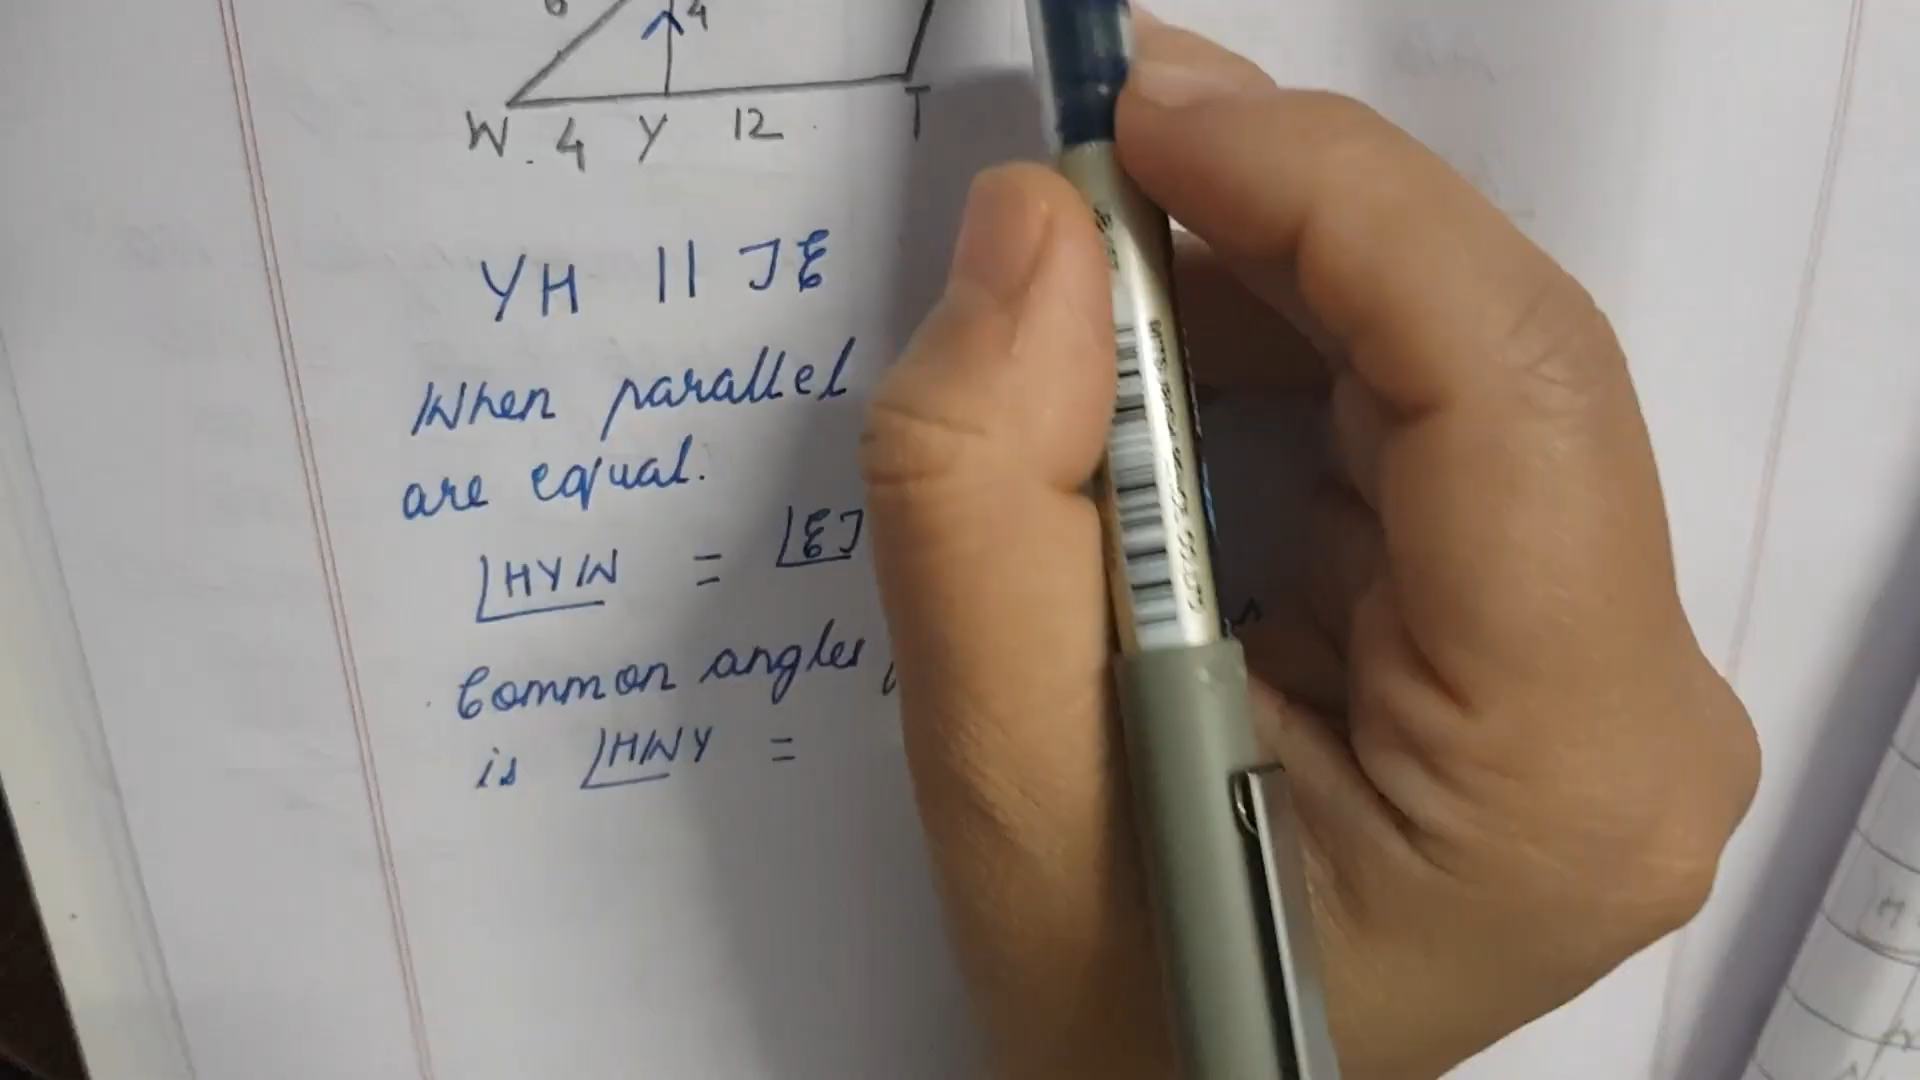 4
W 4 Y 12 T
YH || JE
When parallel
are equal.
∠HYW = ∠EJ
Common angles
is ∠HWY =